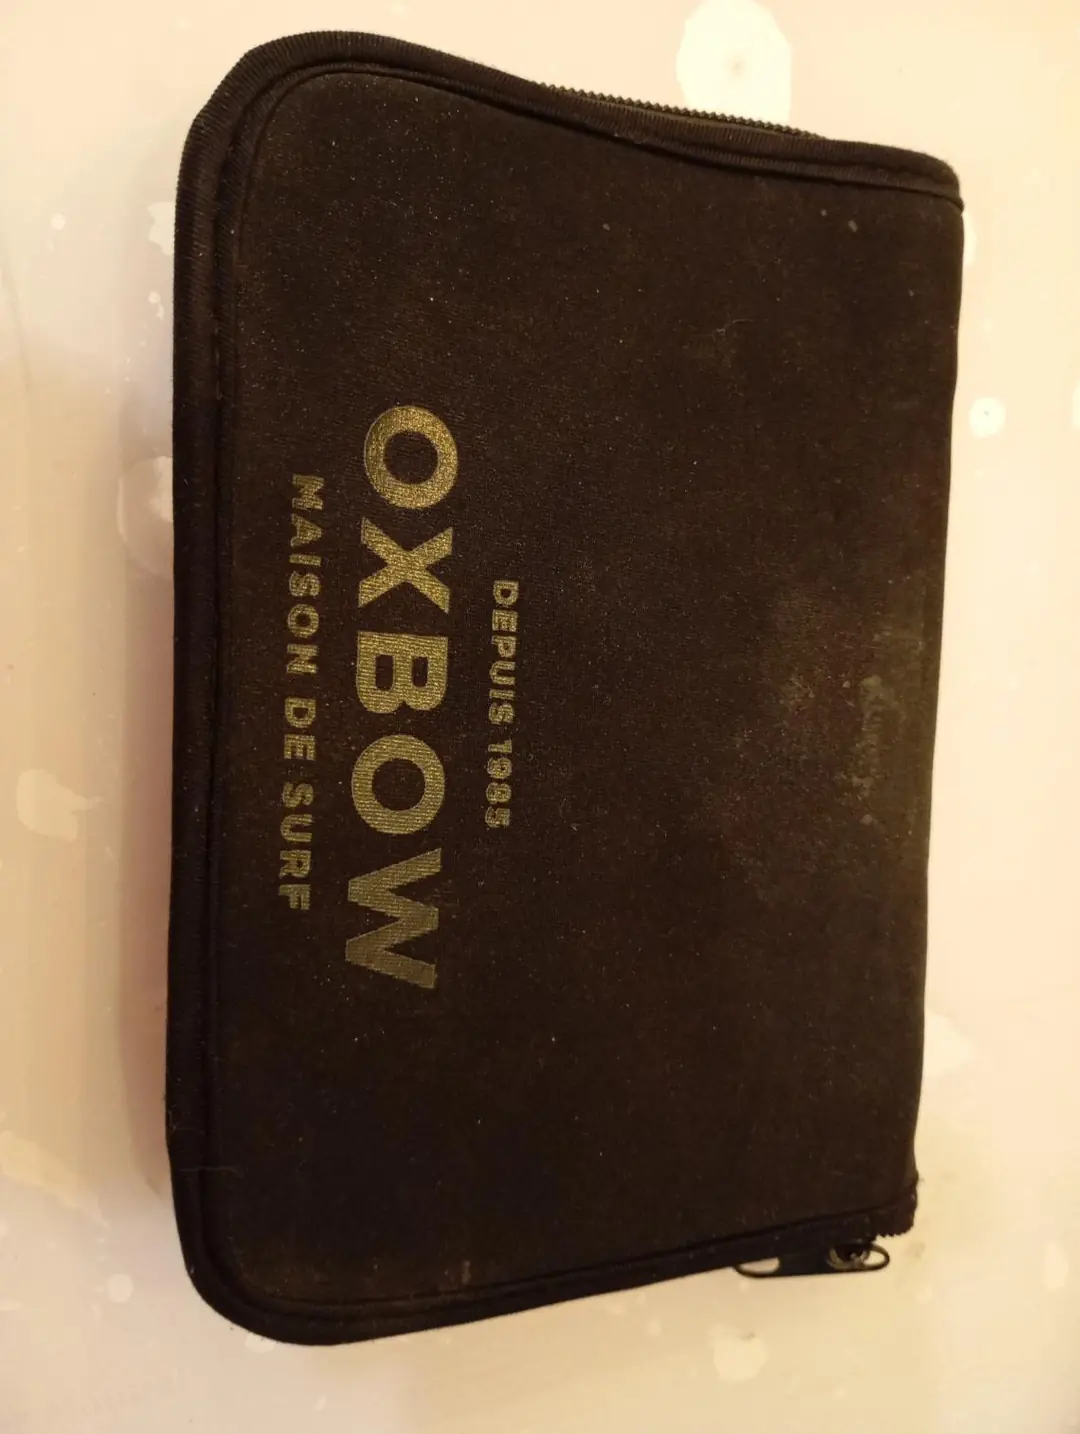 DEPUIS 1985
OXBOW
MAISON DE SURF